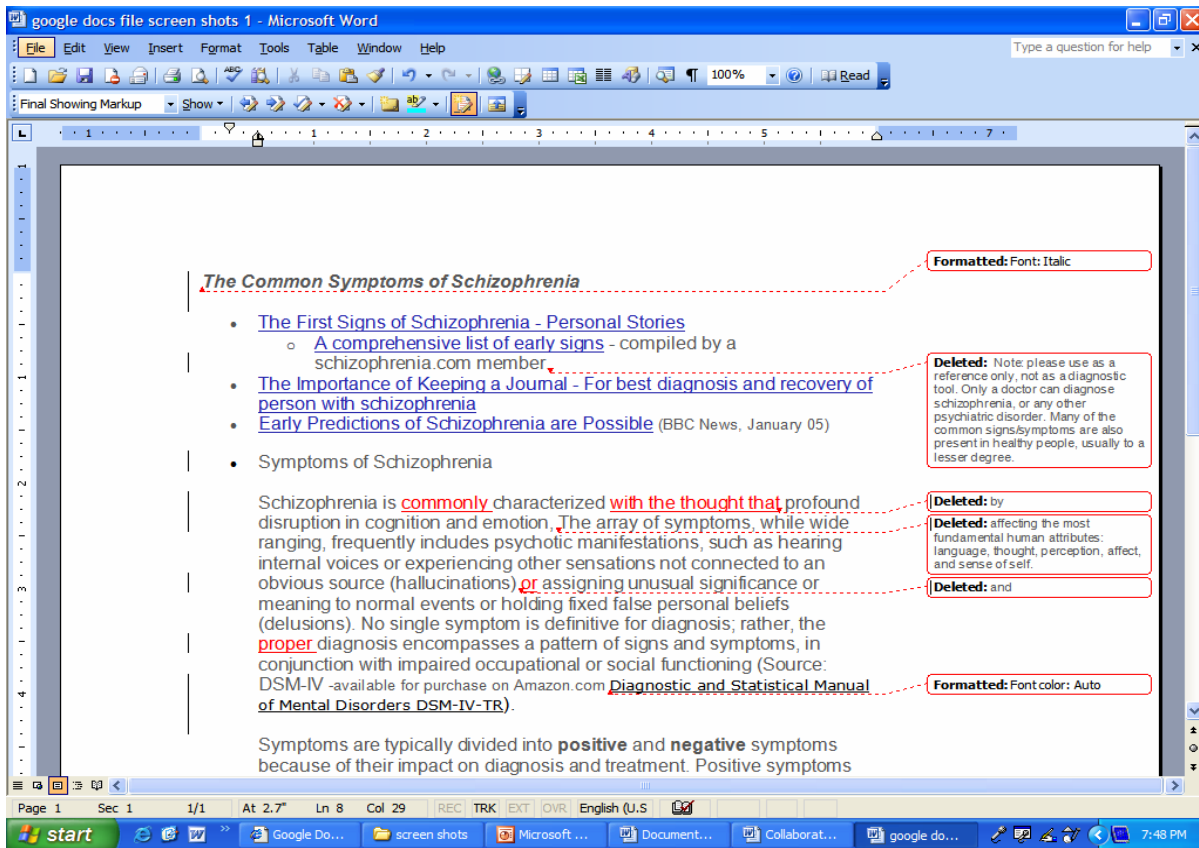 google docs file screen shots 1 - Microsoft Word
File Edit View Insert Format Tools Table Window Help
Type a question for help
100% Read
Final Showing Markup Show
1 1 2 3 4 5 7
The Common Symptoms of Schizophrenia
Formatted: Font: Italic
• The First Signs of Schizophrenia - Personal Stories
o A comprehensive list of early signs - compiled by a
schizophrenia.com member
• The Importance of Keeping a Journal - For best diagnosis and recovery of
person with schizophrenia
• Early Predictions of Schizophrenia are Possible (BBC News, January 05)
• Symptoms of Schizophrenia
Deleted: Note: please use as a
reference only, not as a diagnostic
tool. Only a doctor can diagnose
schizophrenia, or any other
psychiatric disorder. Many of the
common signs/symptoms are also
present in healthy people, usually to a
lesser degree.
Schizophrenia is commonly characterized with the thought that profound
disruption in cognition and emotion, The array of symptoms, while wide
ranging, frequently includes psychotic manifestations, such as hearing
internal voices or experiencing other sensations not connected to an
obvious source (hallucinations) or assigning unusual significance or
meaning to normal events or holding fixed false personal beliefs
(delusions). No single symptom is definitive for diagnosis; rather, the
proper diagnosis encompasses a pattern of signs and symptoms, in
conjunction with impaired occupational or social functioning (Source:
DSM-IV -available for purchase on Amazon.com Diagnostic and Statistical Manual
of Mental Disorders DSM-IV-TR).
Deleted: by
Deleted: affecting the most
fundamental human attributes:
language, thought, perception, affect,
and sense of self.
Deleted: and
Formatted: Font color: Auto
Symptoms are typically divided into positive and negative symptoms
because of their impact on diagnosis and treatment. Positive symptoms
Page 1 Sec 1 1/1 At 2.7" Ln 8 Col 29 REC TRK EXT OVR English (U.S
start Google Do... screen shots Microsoft ... Document... Collaborat... google do... 7:48 PM